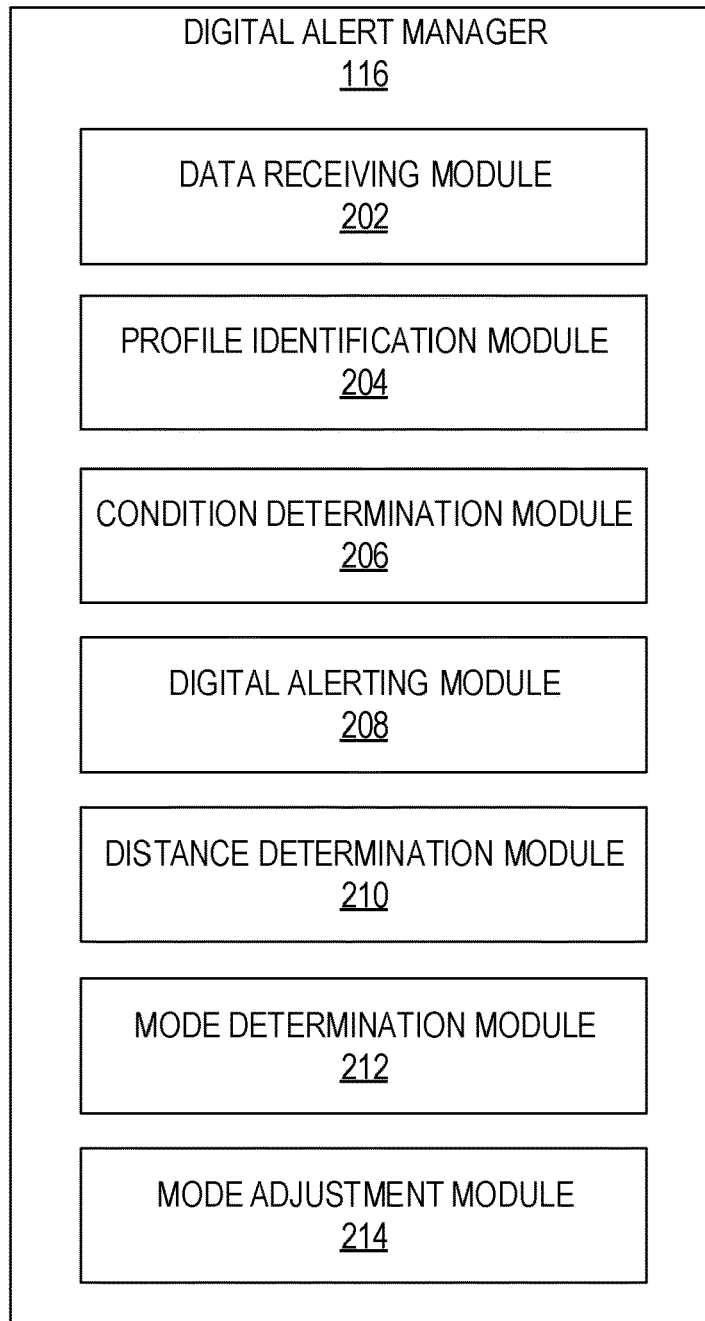 DIGITAL ALERT MANAGER
116
DATA RECEIVING MODULE
202
PROFILE IDENTIFICATION MODULE
204
CONDITION DETERMINATION MODULE
206
DIGITAL ALERTING MODULE
208
DISTANCE DETERMINATION MODULE
210
MODE DETERMINATION MODULE
212
MODE ADJUSTMENT MODULE
214